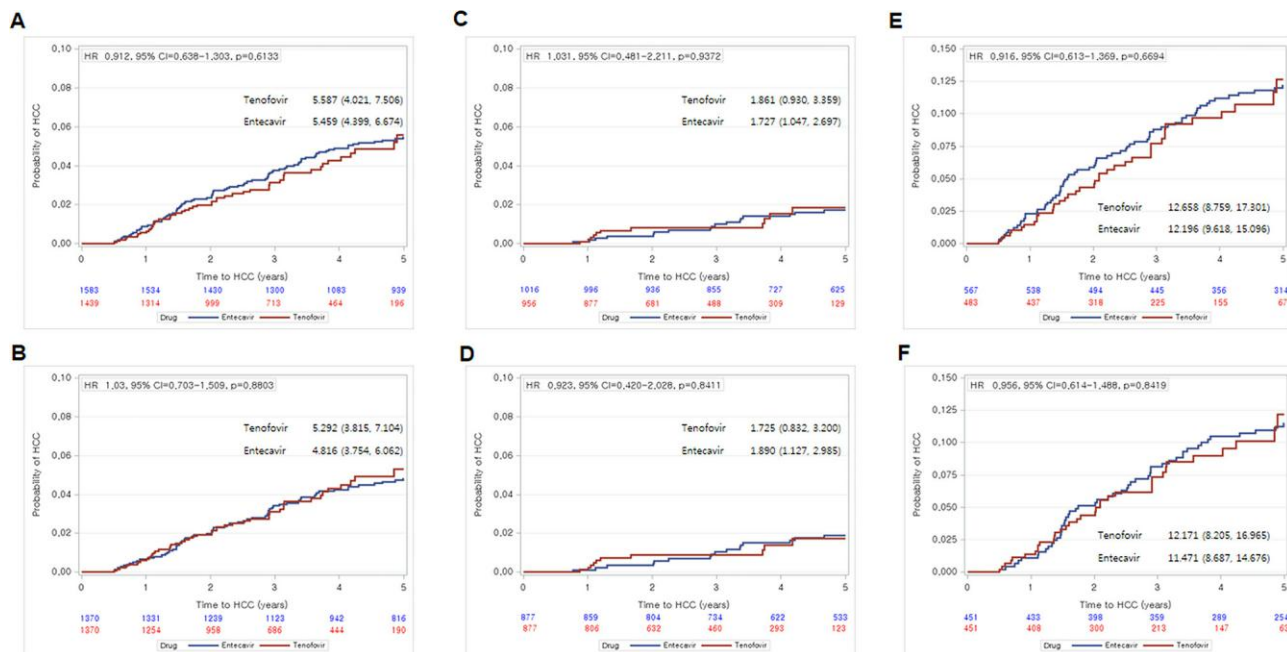 A
HR 0,912, 95% CI=0,638-1,303, p=0,6133
0,10
0,08
0,06
0,04
0,02
0,00
Probability of HCC
Tenofovir 5.587 (4.021, 7.506)
Entecavir 5.459 (4.399, 6.674)
0 1 2 3 4 5
Time to HCC (years)
1583 1534 1430 1300 1083 939
1439 1314 999 713 464 196
Drug Entecavir Tenofovir
C
HR 1,031, 95% CI=0,481-2,211, p=0,9372
0,10
0,08
0,06
0,04
0,02
0,00
Probability of HCC
Tenofovir 1.861 (0.930, 3.359)
Entecavir 1.727 (1.047, 2.697)
0 1 2 3 4 5
Time to HCC (years)
1016 996 936 855 727 625
956 877 681 488 309 129
Drug Entecavir Tenofovir
E
HR 0,916, 95% CI=0,613-1,369, p=0,6694
0,150
0,125
0,100
0,075
0,050
0,025
0,000
Probability of HCC
Tenofovir 12.658 (8.759, 17.301)
Entecavir 12.196 (9.618, 15.096)
0 1 2 3 4 5
Time to HCC (years)
567 538 494 445 356 314
483 437 318 225 155 67
Drug Entecavir Tenofovir
B
HR 1,03, 95% CI=0,703-1,509, p=0,8803
0,10
0,08
0,06
0,04
0,02
0,00
Probability of HCC
Tenofovir 5.292 (3.815, 7.104)
Entecavir 4.816 (3.754, 6.062)
0 1 2 3 4 5
Time to HCC (years)
1370 1331 1239 1123 942 816
1370 1254 958 686 444 190
Drug Entecavir Tenofovir
D
HR 0,923, 95% CI=0,420-2,028, p=0,8411
0,10
0,08
0,06
0,04
0,02
0,00
Probability of HCC
Tenofovir 1.725 (0.832, 3.200)
Entecavir 1.890 (1.127, 2.985)
0 1 2 3 4 5
Time to HCC (years)
877 859 804 734 622 533
877 806 632 460 293 123
Drug Entecavir Tenofovir
F
HR 0,956, 95% CI=0,614-1,488, p=0,8419
0,150
0,125
0,100
0,075
0,050
0,025
0,000
Probability of HCC
Tenofovir 12.171 (8.205, 16.965)
Entecavir 11.471 (8.687, 14.676)
0 1 2 3 4 5
Time to HCC (years)
451 433 398 359 289 254
451 408 300 213 147 63
Drug Entecavir Tenofovir